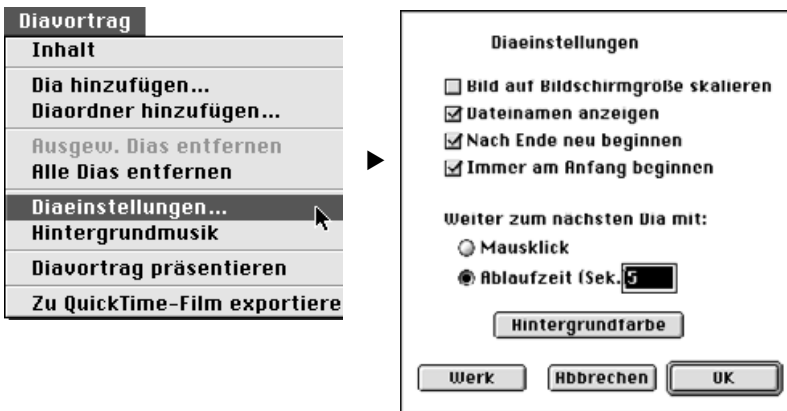 Diavortrag
Inhalt
Dia hinzufügen...
Diaordner hinzufügen...
Ausgew. Dias entfernen
Alle Dias entfernen
Diaeinstellungen...
Hintergrundmusik
Diavortrag präsentieren
Zu QuickTime-Film exportiere
Diaeinstellungen
Bild auf Bildschirmgröße skalieren
Dateinamen anzeigen
Nach Ende neu beginnen
Immer am Anfang beginnen
Weiter zum nächsten Dia mit:
Mausklick
Ablaufzeit (Sek. 5
Hintergrundfarbe
Werk
Abbrechen
OK